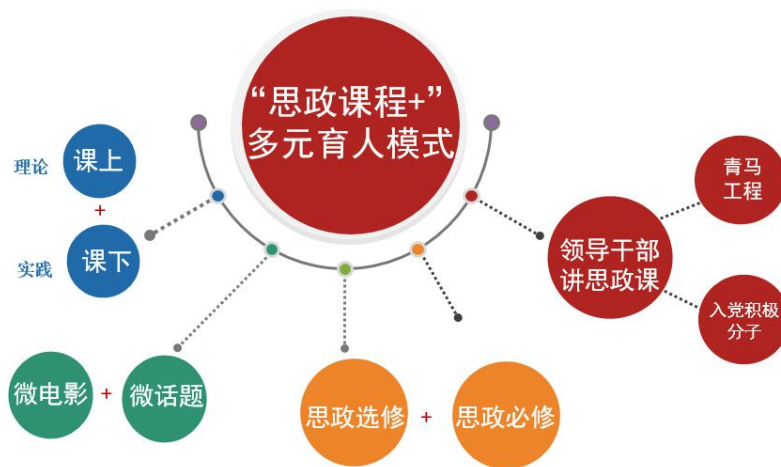 “思政课程+”
多元育人模式
理论
课上
+
实践
课下
微电影
+
微话题
思政选修
+
思政必修
领导干部
讲思政课
青马
工程
入党积极
分子